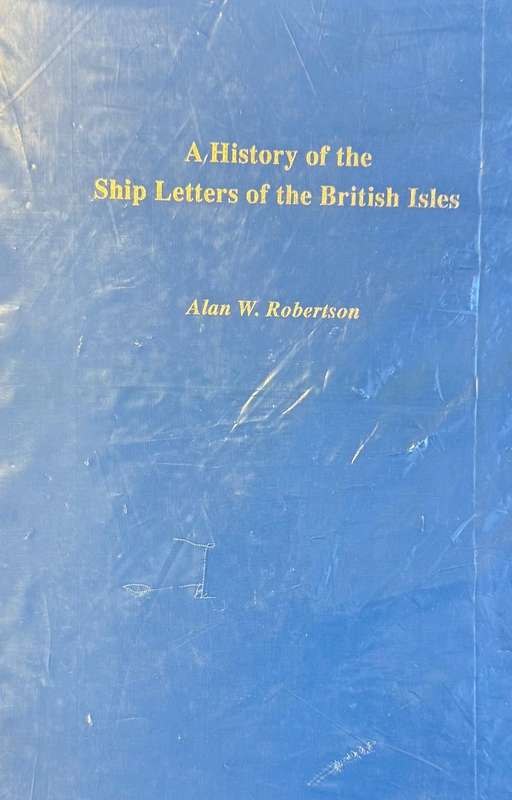 A History of the
Ship Letters of the British Isles
Alan W. Robertson